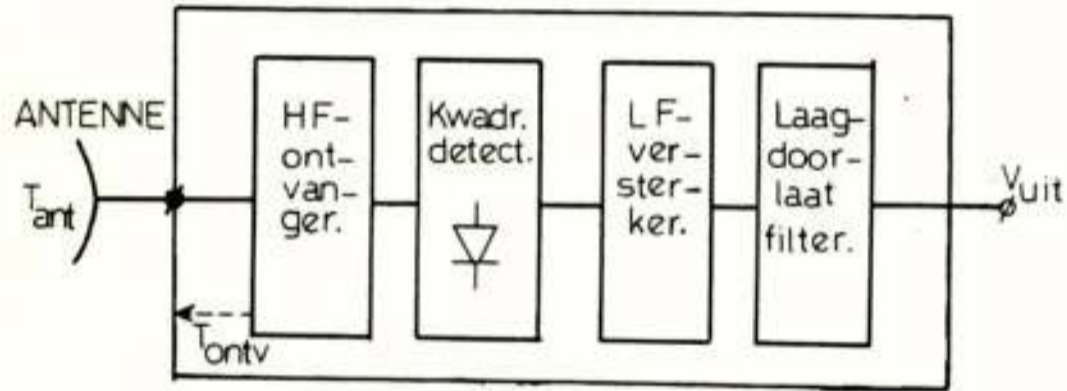 ANTENNE
T ant
HF-
ont-
van-
ger.
T ontv
Kwadr.
detect.
LF-
ver-
ster-
ker.
Laag-
door-
laat
filter.
V uit